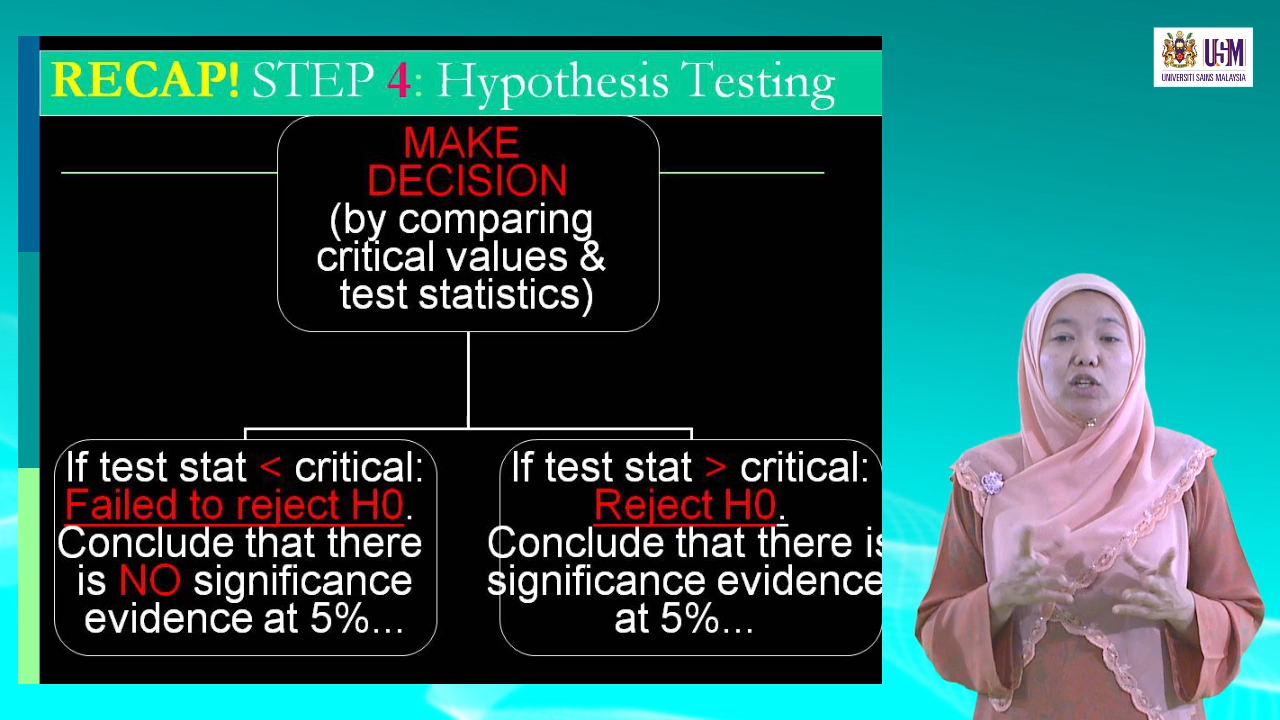 RECAP! STEP 4: Hypothesis Testing
USM
UNIVERSITI SAINS MALAYSIA
MAKE
DECISION
(by comparing
critical values &
test statistics)
If test stat < critical:
Failed to reject H0.
Conclude that there
is NO significance
evidence at 5%...
If test stat > critical:
Reject H0.
Conclude that there is
significance evidence
at 5%...